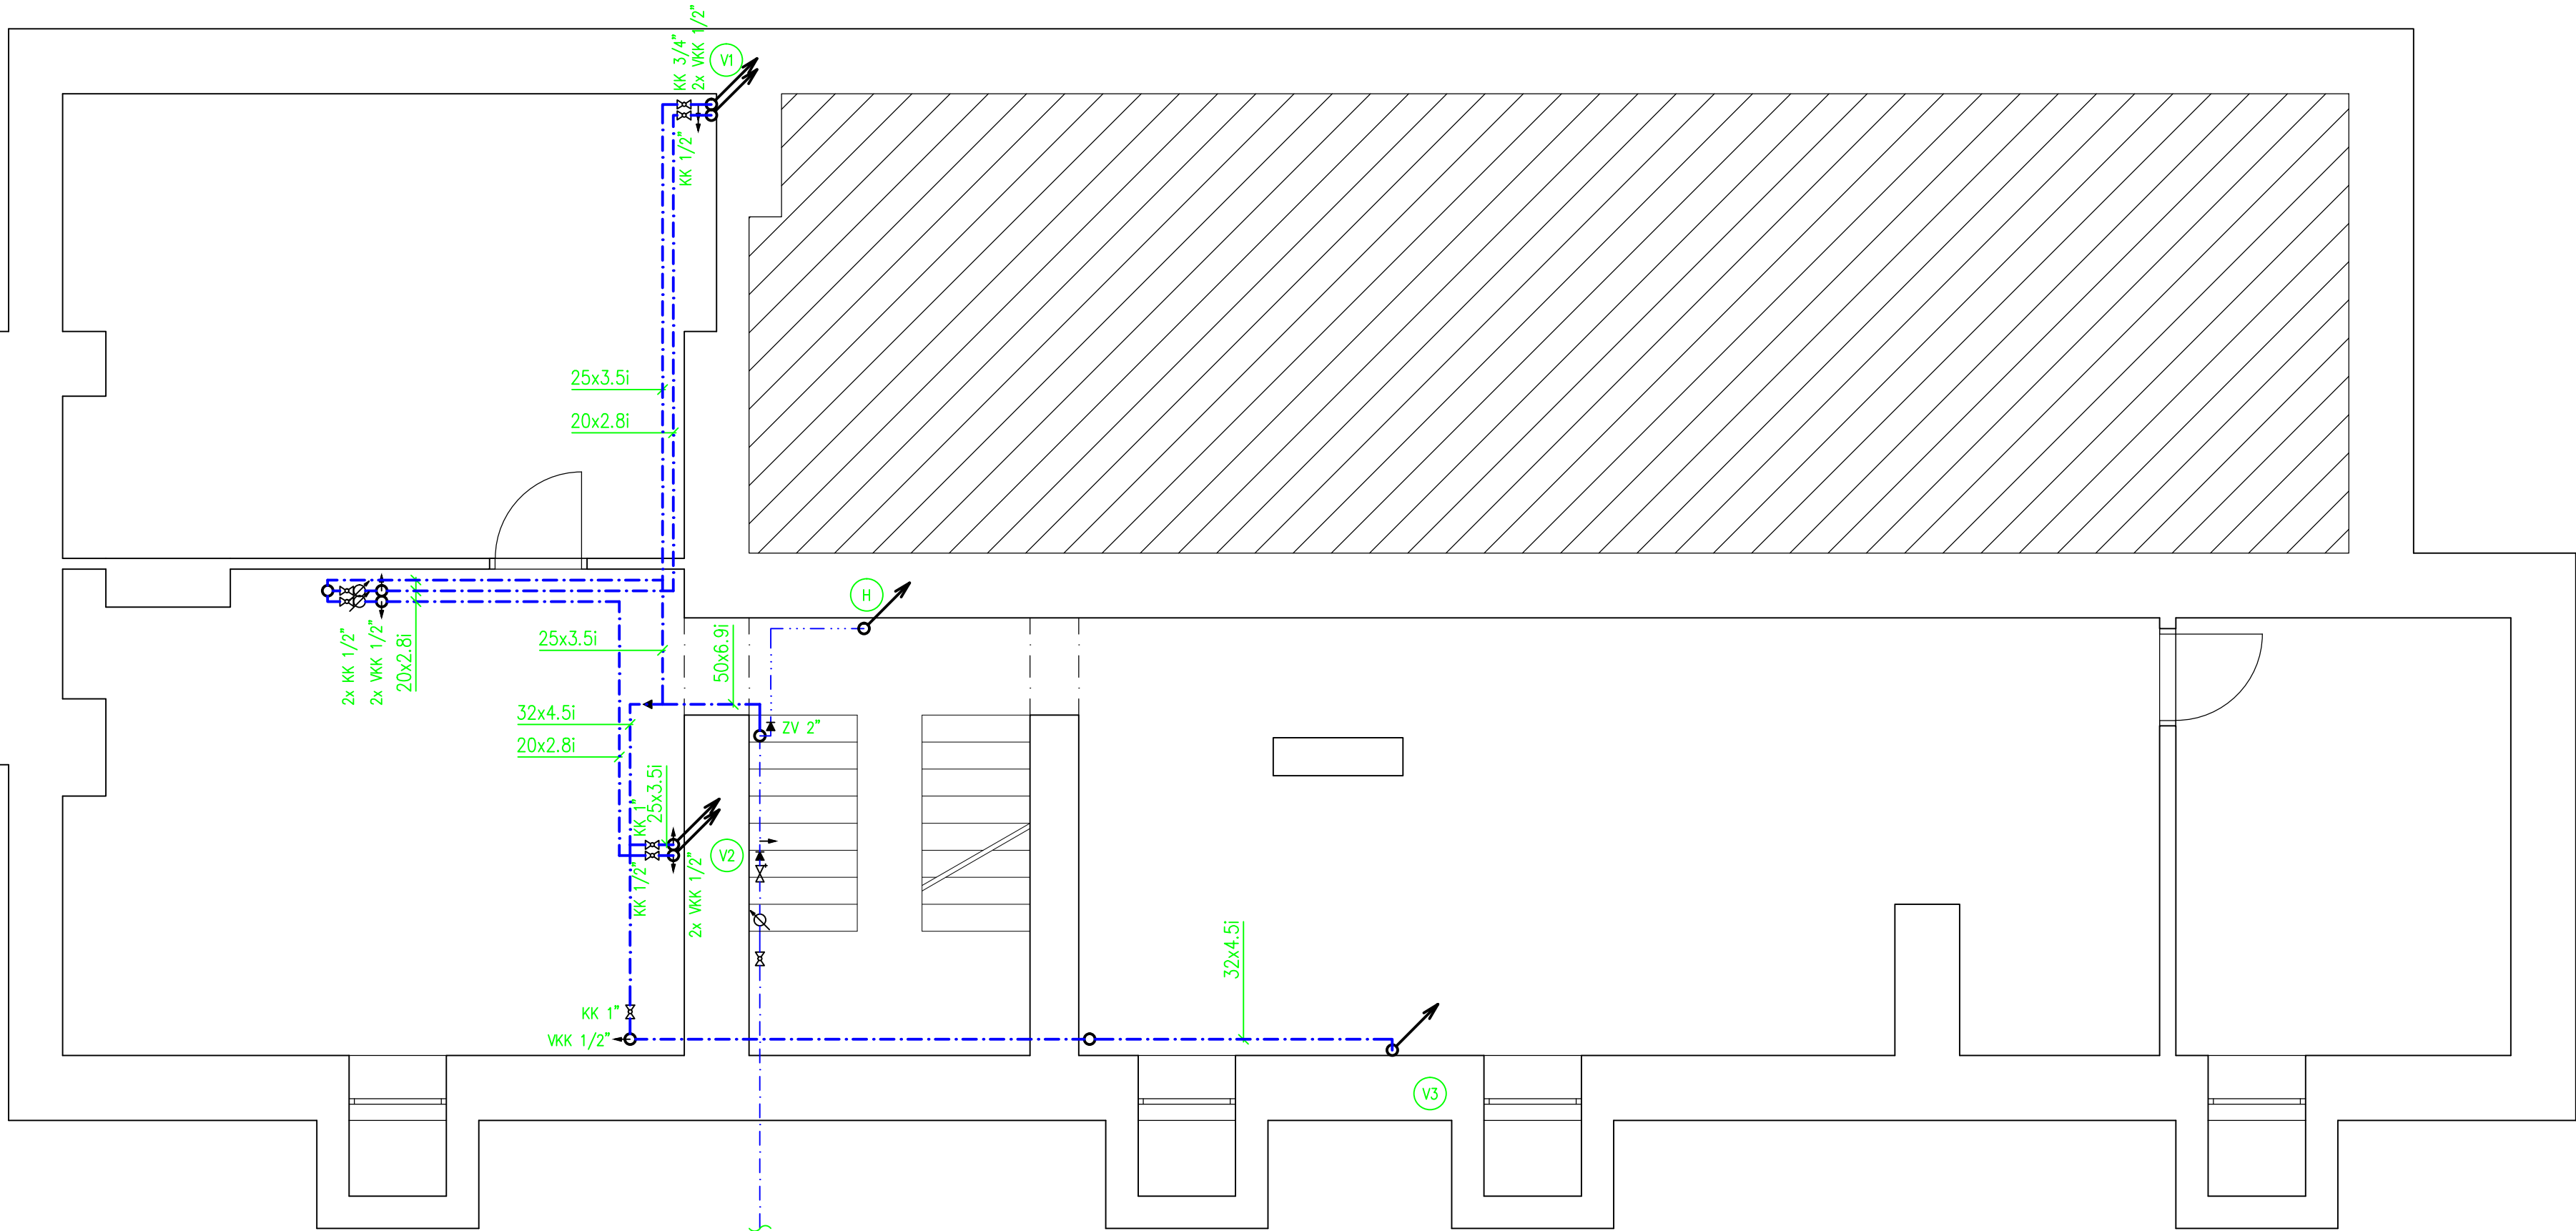 KK 3/4"
2x VKK 1/2"
V1
KK 1/2"
25x3.5i
20x2.8i
H
2x KK 1/2"
2x VKK 1/2"
20x2.8i
25x3.5i
50x6.9i
32x4.5i
ZV 2"
20x2.8i
KK 1"
25x3.5i
V2
KK 1/2"
2x VKK 1/2"
32x4.5i
KK 1"
VKK 1/2"
V3